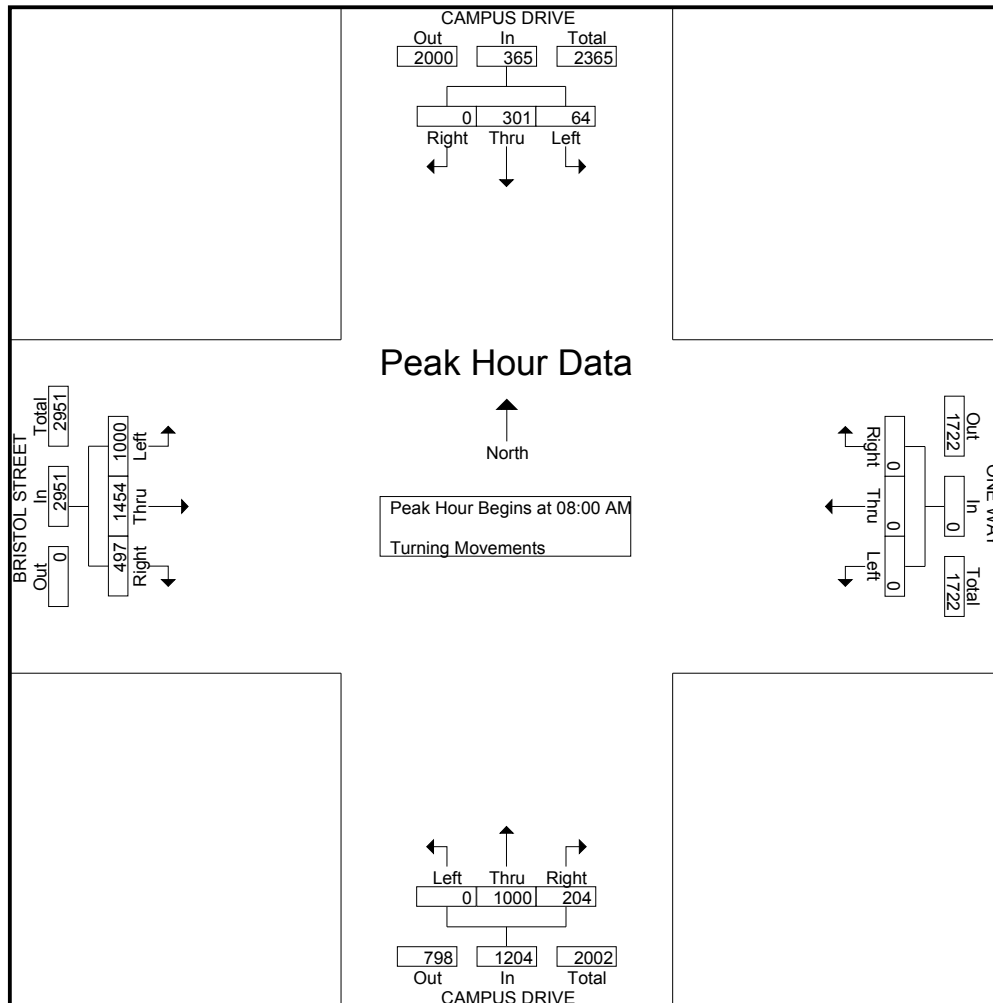 CAMPUS DRIVE
Out In Total
2000 365 2365
0 301 64
Right Thru Left
Peak Hour Data
North
Peak Hour Begins at 08:00 AM
Turning Movements
BRISTOL STREET
Out In Total
0 2951 2951
497 1454 1000
Right Thru Left
ONE WAY
Out In Total
1722 0 1722
0 0 0
Right Thru Left
Left Thru Right
0 1000 204
798 1204 2002
Out In Total
CAMPUS DRIVE